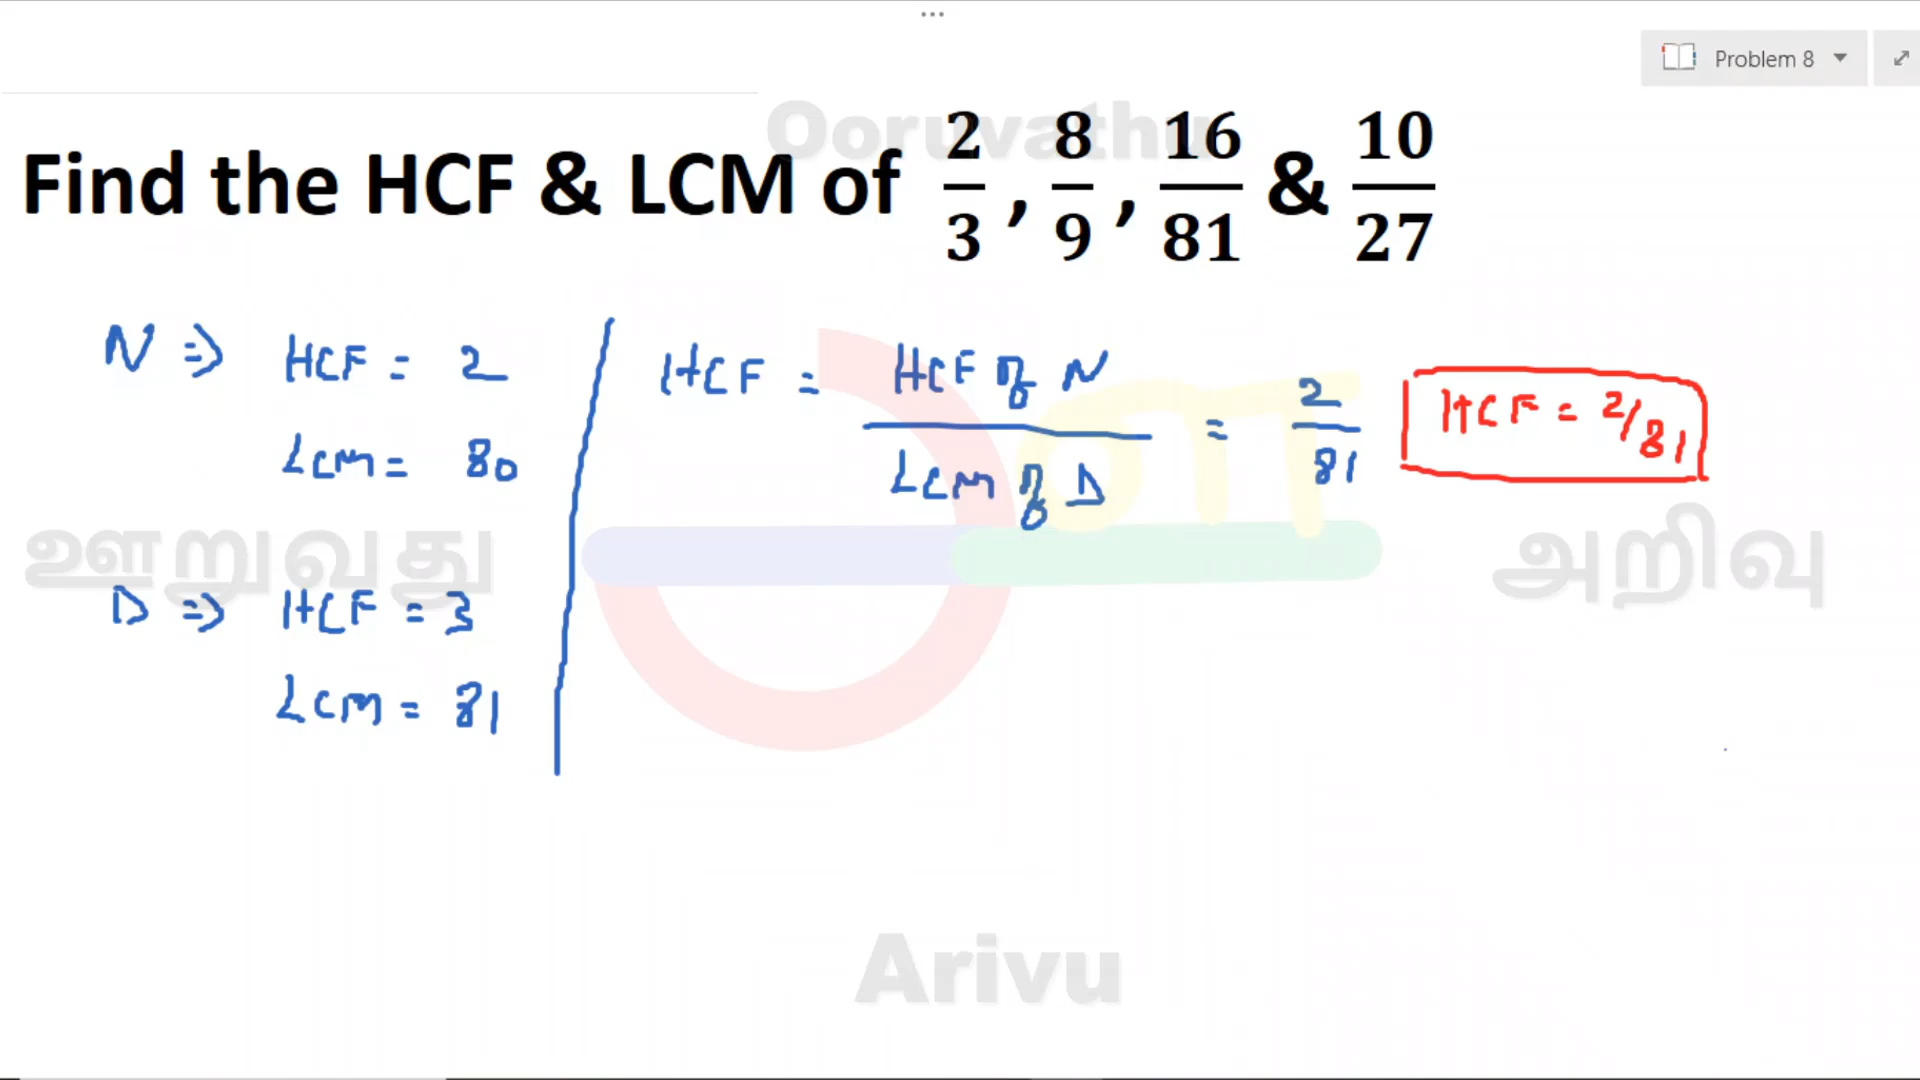 ...
Problem 8
Ooruvathu
Find the HCF & LCM of 2/3, 8/9, 16/81 & 10/27
N => HCF = 2
LCM = 80
D => HCF = 3
LCM = 81
HCF = HCF of N / LCM of D = 2/81
HCF = 2/81
ஊறுவது
அறிவு
Arivu